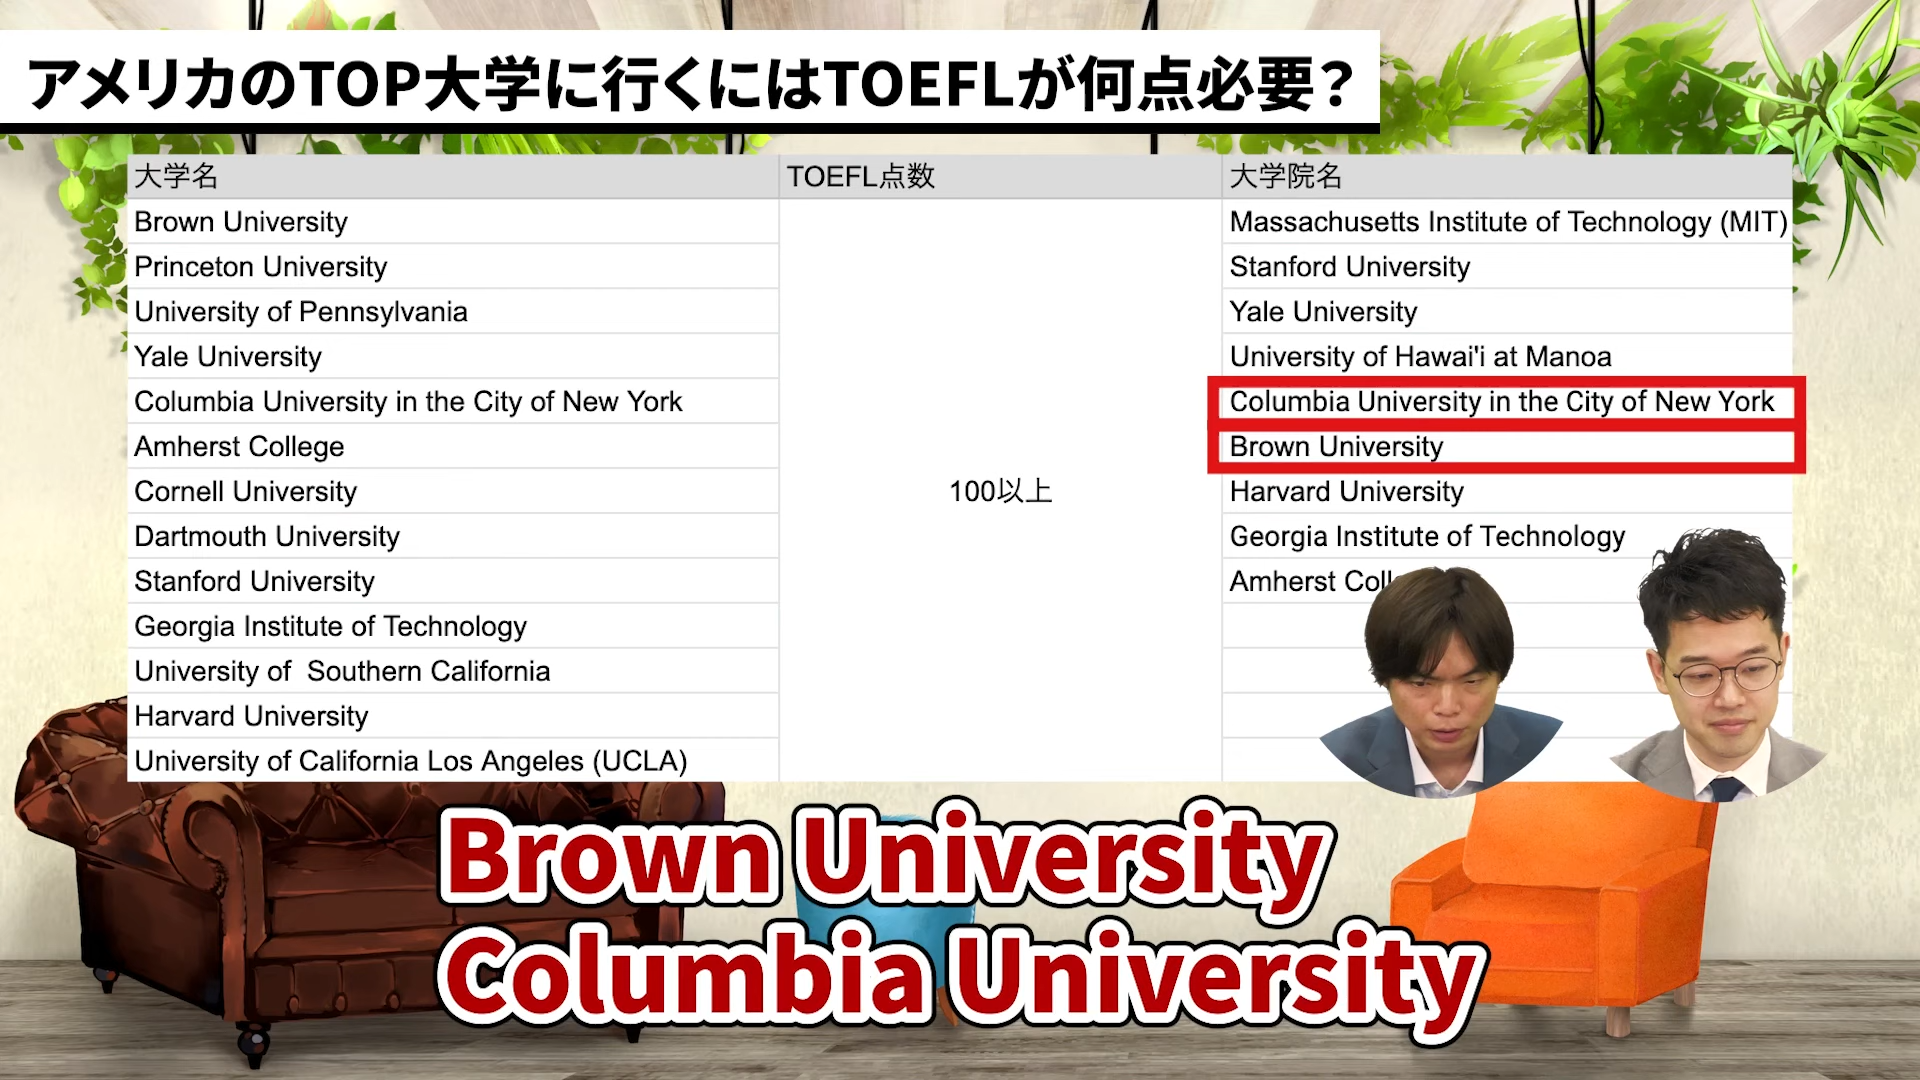 アメリカのTOP大学に行くにはTOEFLが何点必要?
大学名 TOEFL点数 大学院名
Brown University Massachusetts Institute of Technology (MIT)
Princeton University Stanford University
University of Pennsylvania Yale University
Yale University University of Hawai'i at Manoa
Columbia University in the City of New York Columbia University in the City of New York
Amherst College Brown University
Cornell University 100以上 Harvard University
Dartmouth University Georgia Institute of Technology
Stanford University Amherst
Georgia Institute of Technology
University of Southern California
Harvard University
University of California Los Angeles (UCLA)
Brown University
Columbia University